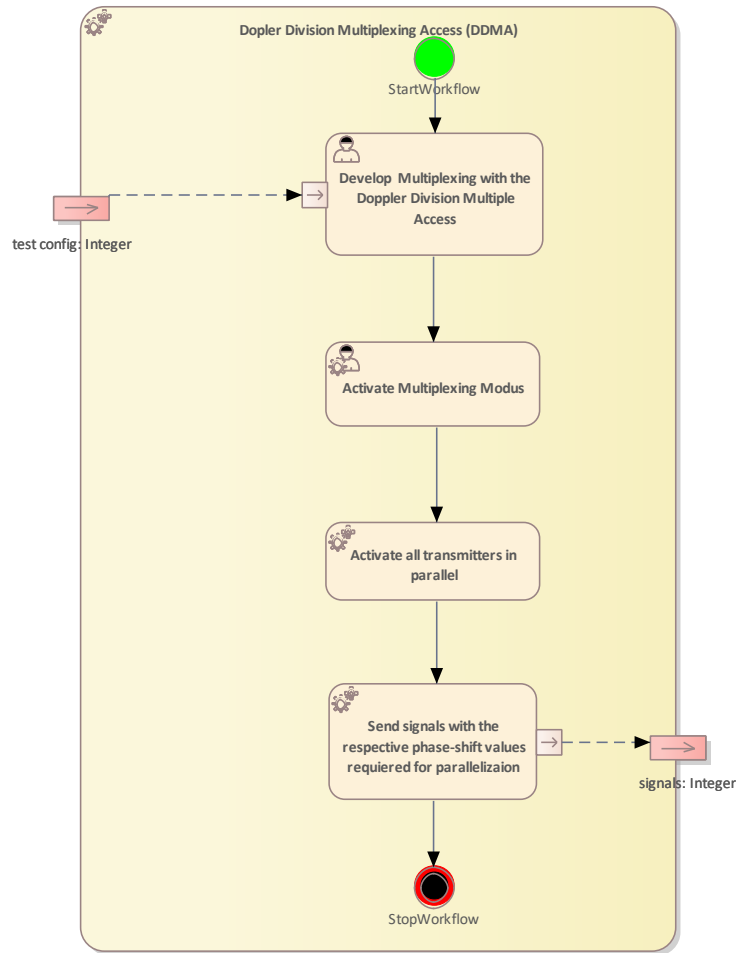 Dopler Division Multiplexing Access (DDMA)
StartWorkflow
Develop Multiplexing with the
Doppler Division Multiple
Access
test config: Integer
Activate Multiplexing Modus
Activate all transmitters in
parallel
Send signals with the
respective phase-shift values
requiered for parallelizaion
signals: Integer
StopWorkflow